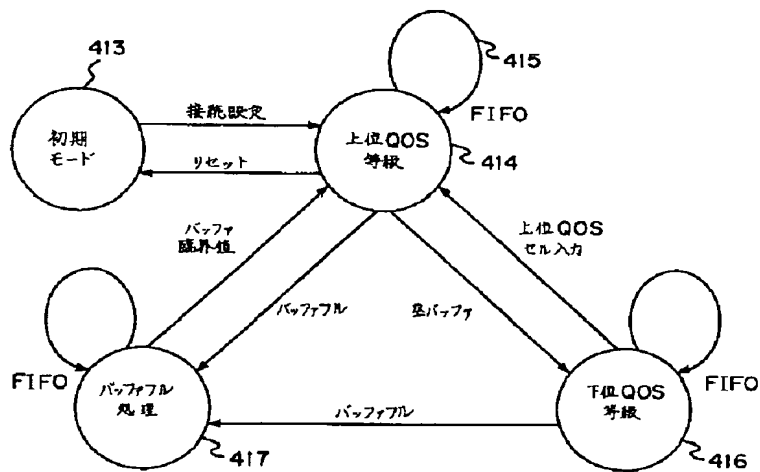 413
415
接続設定
FIFO
初期
モード
上位QOS
等級
414
リセット
バッファ
臨界値
上位QOS
セル入力
バッファフル
空バッファ
FIFO
バッファフル
処理
バッファフル
下位QOS
等級
FIFO
417
416